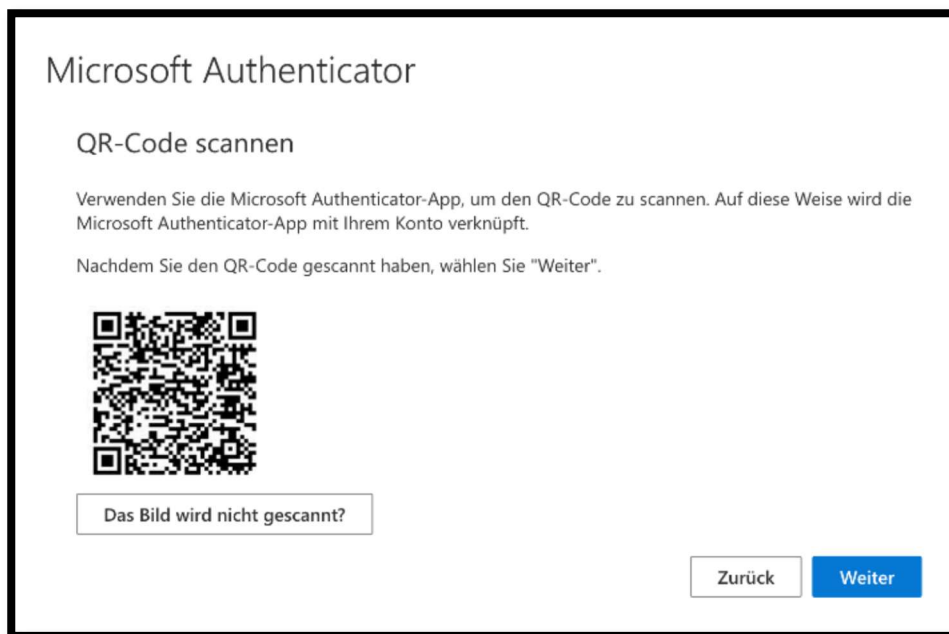 Microsoft Authenticator
QR-Code scannen
Verwenden Sie die Microsoft Authenticator-App, um den QR-Code zu scannen. Auf diese Weise wird die
Microsoft Authenticator-App mit Ihrem Konto verknüpft.
Nachdem Sie den QR-Code gescannt haben, wählen Sie "Weiter".
Das Bild wird nicht gescannt?
Zurück
Weiter